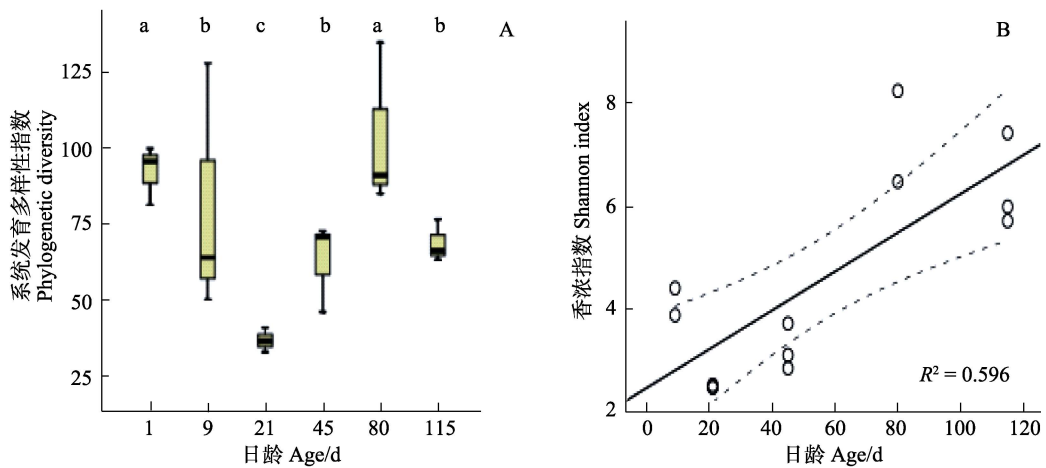 a b c b a b
A
125
100
75
50
25
系统发育多样性指数
Phylogenetic diversity
1 9 21 45 80 115
日龄 Age/d
B
8
6
4
2
香浓指数 Shannon index
R² = 0.596
0 20 40 60 80 100 120
日龄 Age/d